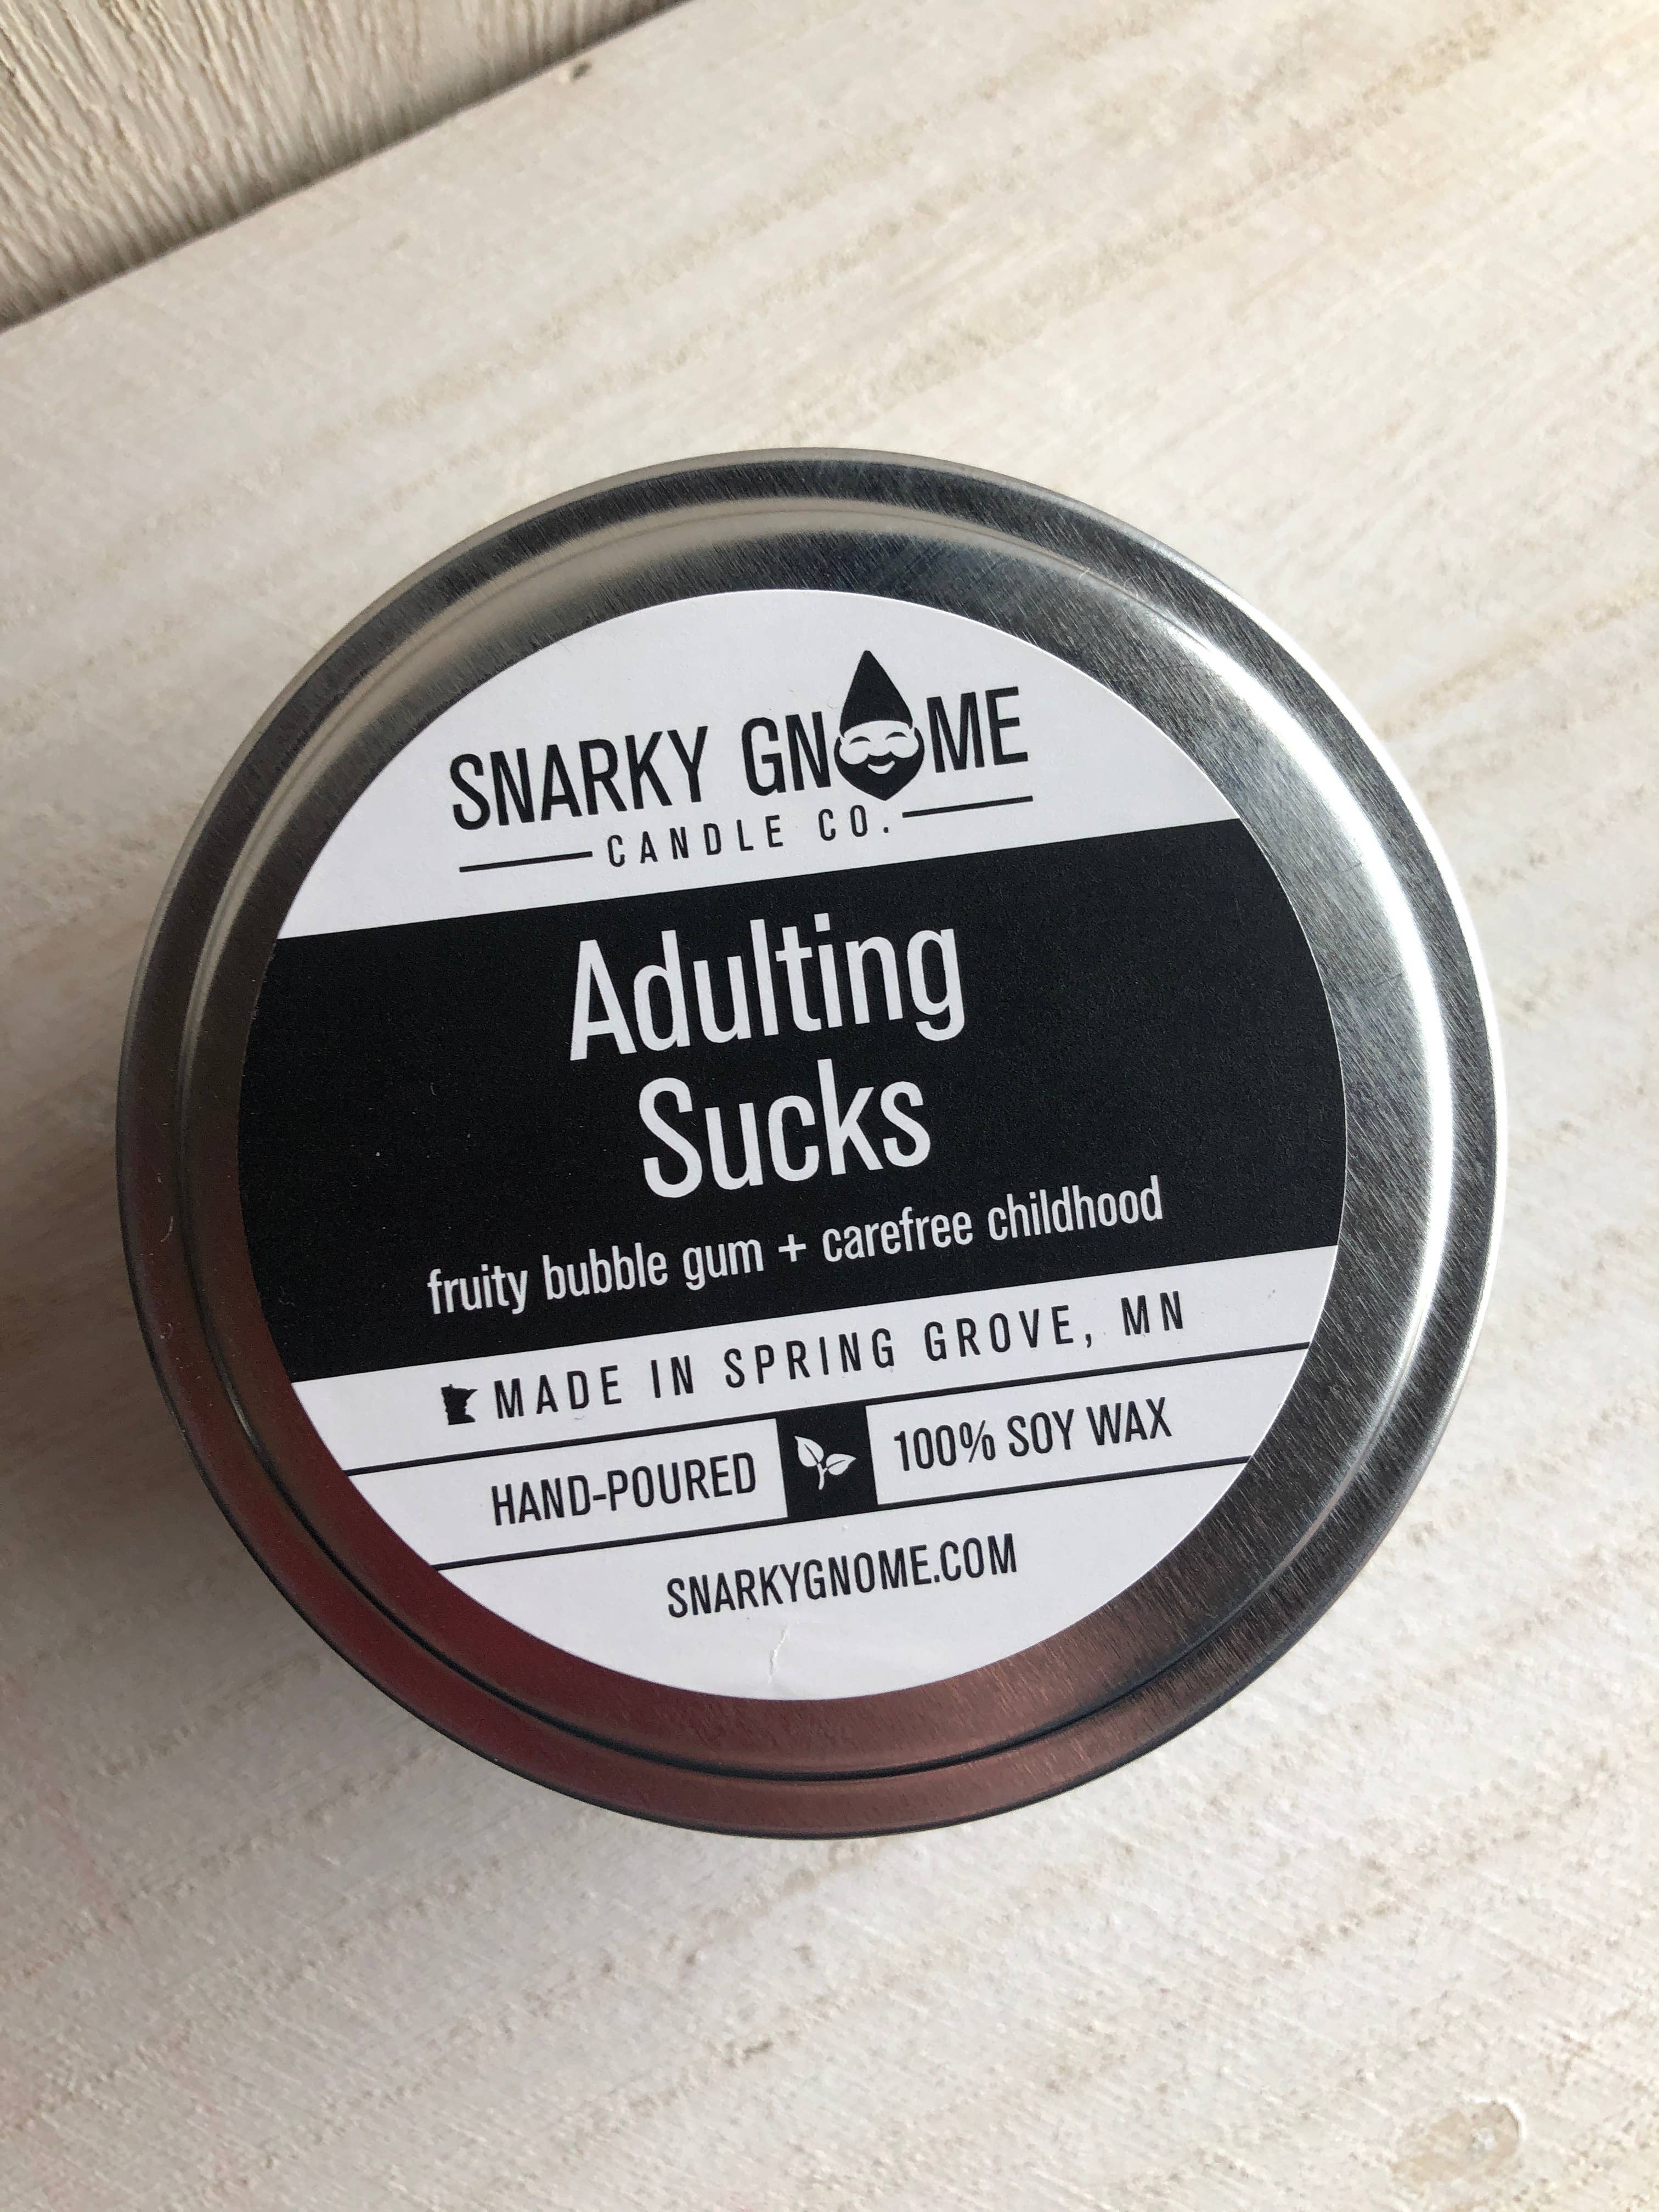 SNARKY GNOME
CANDLE CO.
Adulting
Sucks
fruity bubble gum + carefree childhood
MADE IN SPRING GROVE, MN
HAND-POURED 100% SOY WAX
SNARKYGNOME.COM